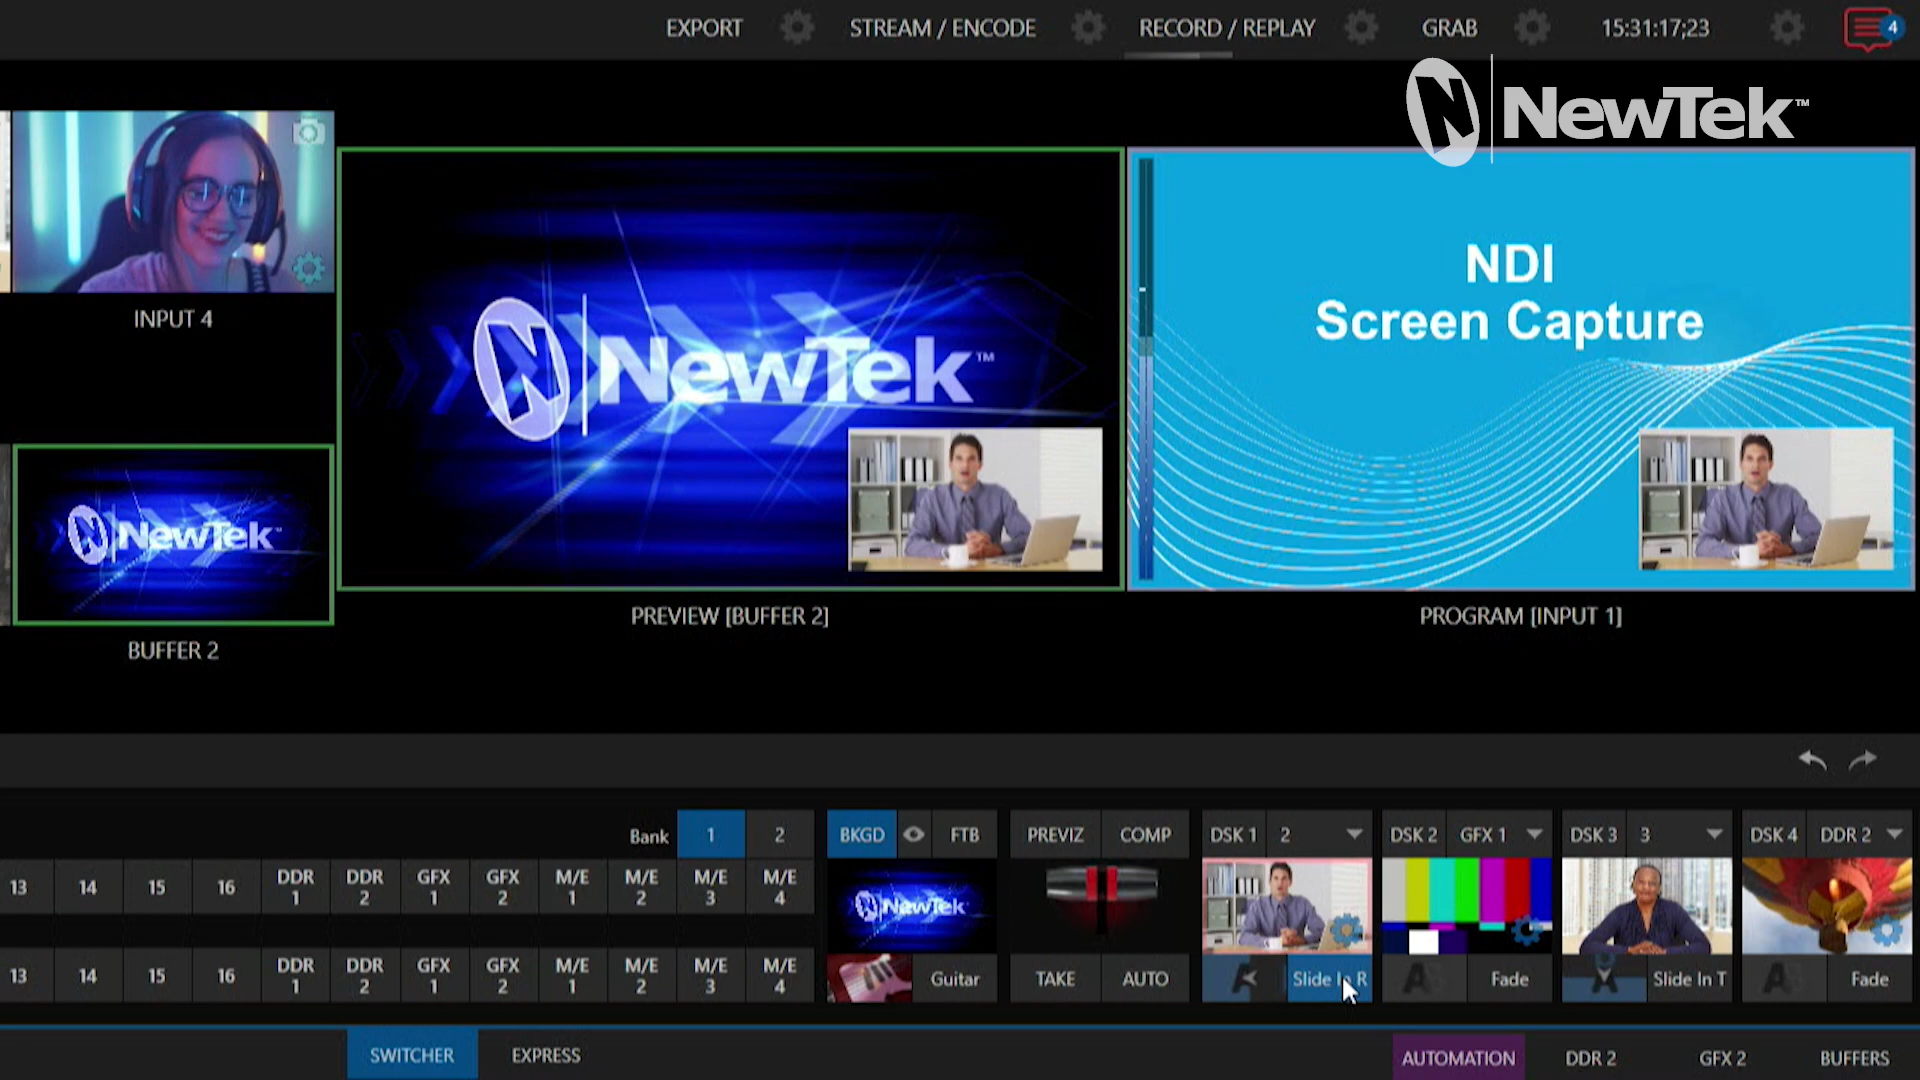 EXPORT
STREAM / ENCODE
RECORD / REPLAY
GRAB
15:31:17;23
4
NewTek™
INPUT 4
NewTek™
NDI
Screen Capture
NewTek
BUFFER 2
PREVIEW [BUFFER 2]
PROGRAM [INPUT 1]
Bank 1 2
BKGD FTB
PREVIZ COMP
DSK 1 2
DSK 2 GFX 1
DSK 3 3
DSK 4 DDR 2
13 14 15 16 DDR 1 DDR 2 GFX 1 GFX 2 M/E 1 M/E 2 M/E 3 M/E 4
NewTek
13 14 15 16 DDR 1 DDR 2 GFX 1 GFX 2 M/E 1 M/E 2 M/E 3 M/E 4
Guitar
TAKE AUTO
Slide In R
Fade
Slide In T
Fade
SWITCHER
EXPRESS
AUTOMATION
DDR 2
GFX 2
BUFFERS